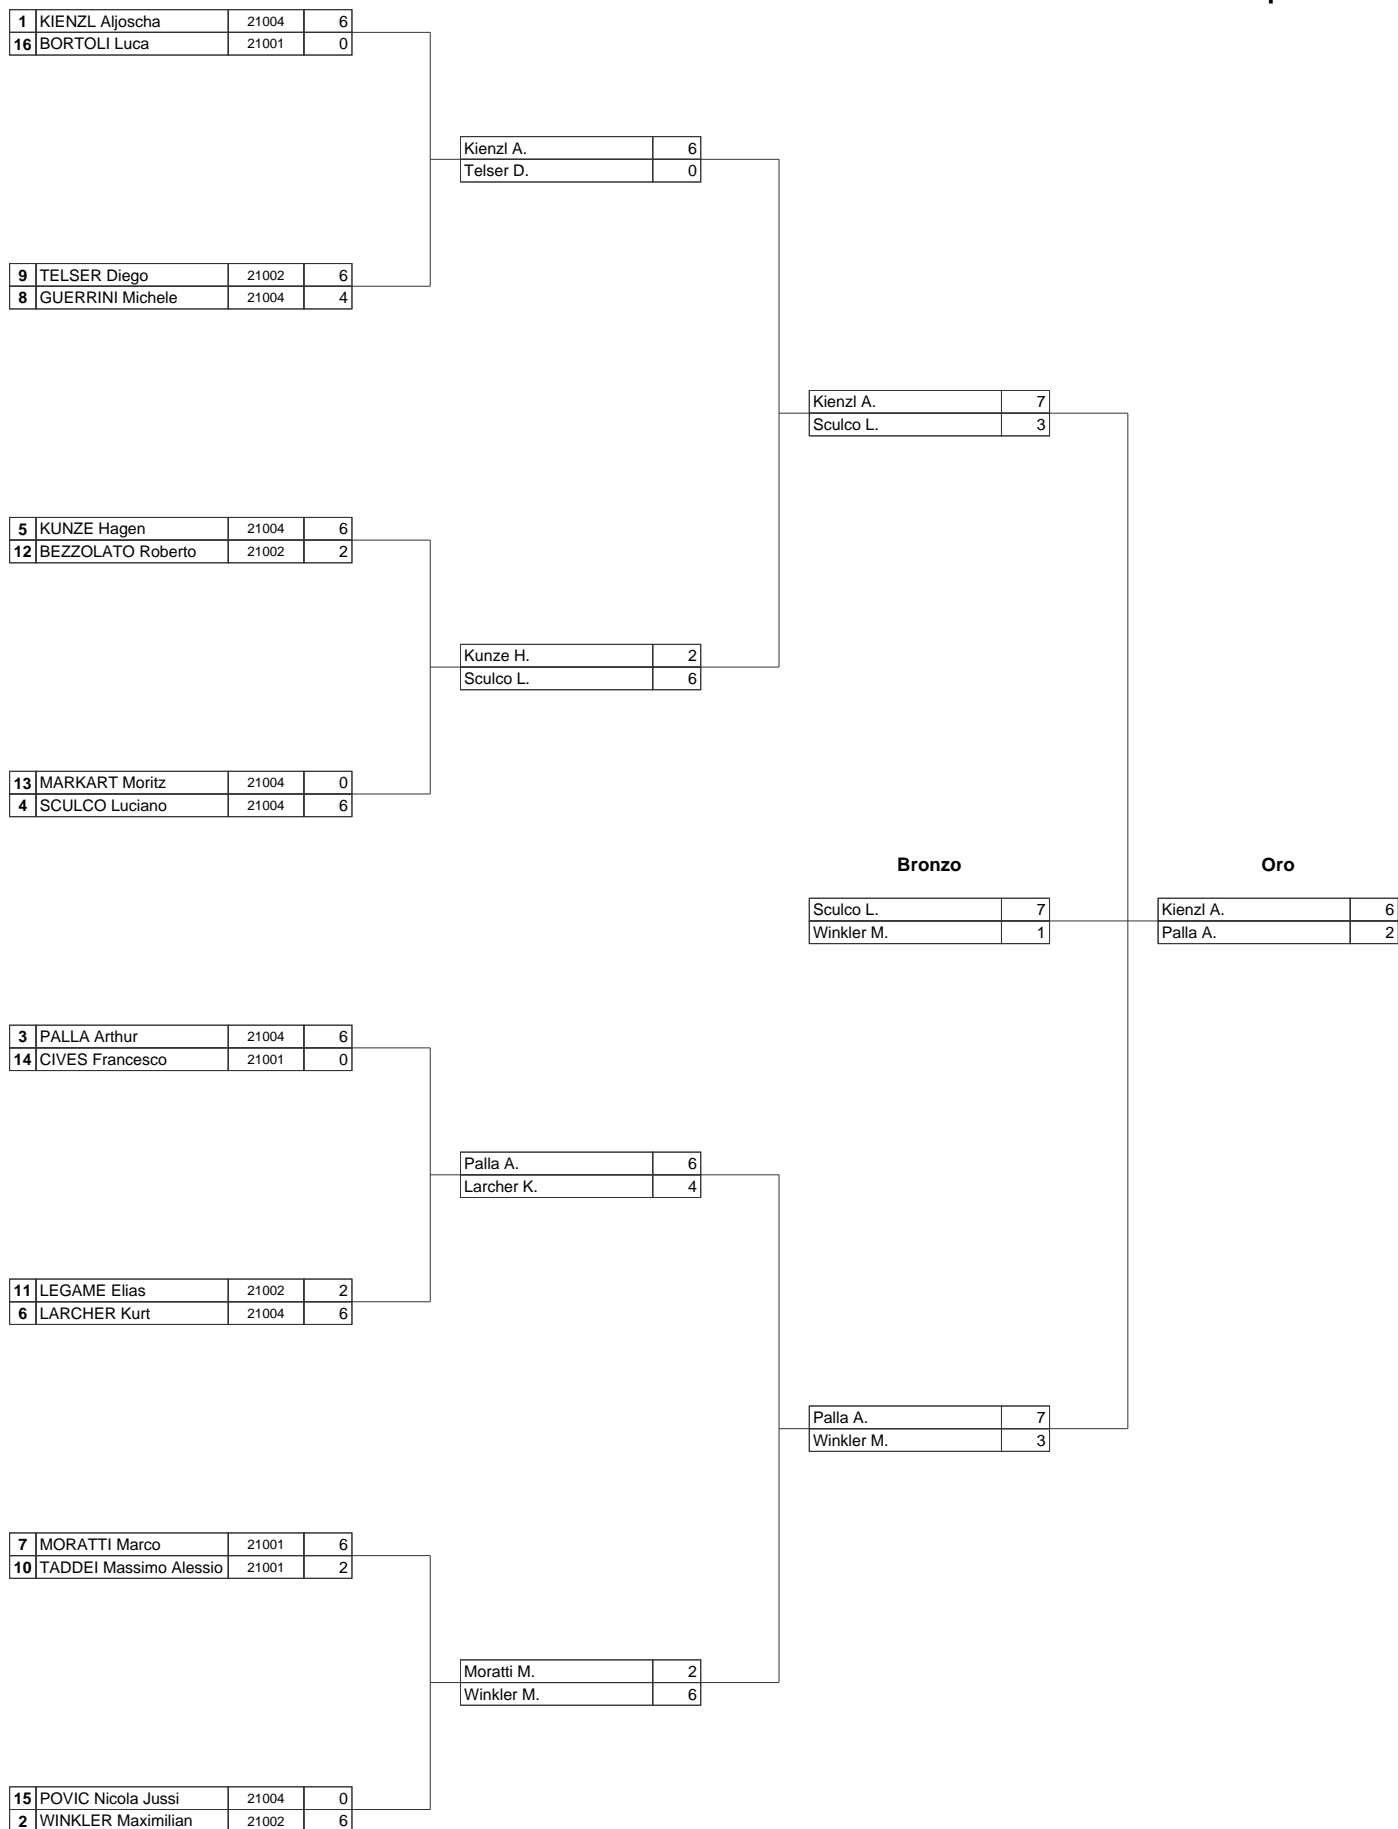 1 KIENZL Aljoscha 21004 6
16 BORTOLI Luca 21001 0
Kienzl A. 6
Telser D. 0
9 TELSER Diego 21002 6
8 GUERRINI Michele 21004 4
Kienzl A. 7
Sculco L. 3
5 KUNZE Hagen 21004 6
12 BEZZOLATO Roberto 21002 2
Kunze H. 2
Sculco L. 6
13 MARKART Moritz 21004 0
4 SCULCO Luciano 21004 6
Bronzo Oro
Sculco L. 7 Kienzl A. 6
Winkler M. 1 Palla A. 2
3 PALLA Arthur 21004 6
14 CIVES Francesco 21001 0
Palla A. 6
Larcher K. 4
11 LEGAME Elias 21002 2
6 LARCHER Kurt 21004 6
Palla A. 7
Winkler M. 3
7 MORATTI Marco 21001 6
10 TADDEI Massimo Alessio 21001 2
Moratti M. 2
Winkler M. 6
15 POVIC Nicola Jussi 21004 0
2 WINKLER Maximilian 21002 6